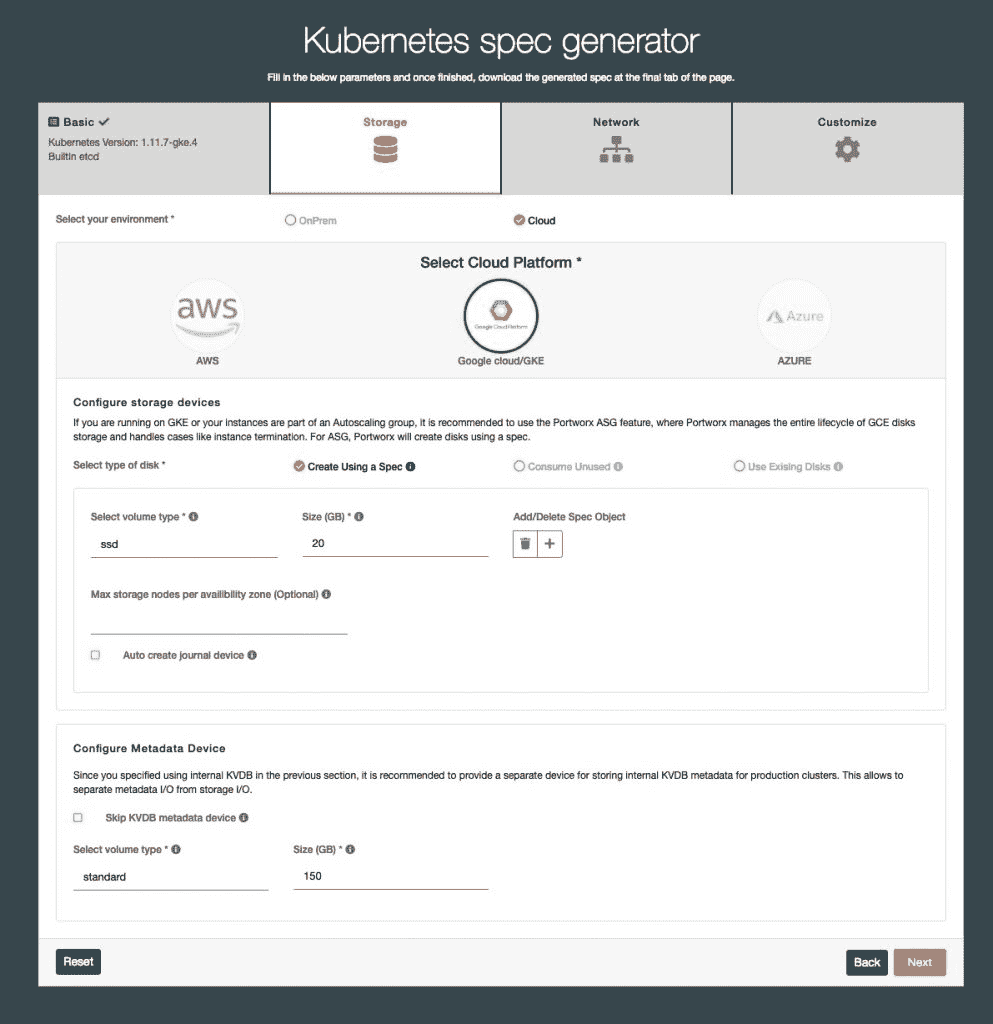 Kubernetes spec generator
Fill in the below parameters and once finished, download the generated spec at the final tab of the page.
Basic
Kubernetes Version: 1.11.7-gke.4
Builtin etcd
Storage
Network
Customize
Select your environment *
OnPrem
Cloud
Select Cloud Platform *
aws
Google Cloud Platform
Azure
AWS
Google cloud/GKE
AZURE
Configure storage devices
If you are running on GKE or your instances are part of an Autoscaling group, it is recommended to use the Portworx ASG feature, where Portworx manages the entire lifecycle of GCE disks
storage and handles cases like instance termination. For ASG, Portworx will create disks using a spec.
Select type of disk *
Create Using a Spec
Consume Unused
Use Exising Disks
Select volume type *
Size (GB) *
Add/Delete Spec Object
ssd
20
Max storage nodes per availibility zone (Optional)
Auto create journal device
Configure Metadata Device
Since you specified using internal KVDB in the previous section, it is recommended to provide a separate device for storing internal KVDB metadata for production clusters. This allows to
separate metadata I/O from storage I/O.
Skip KVDB metadata device
Select volume type *
Size (GB) *
standard
150
Reset
Back
Next